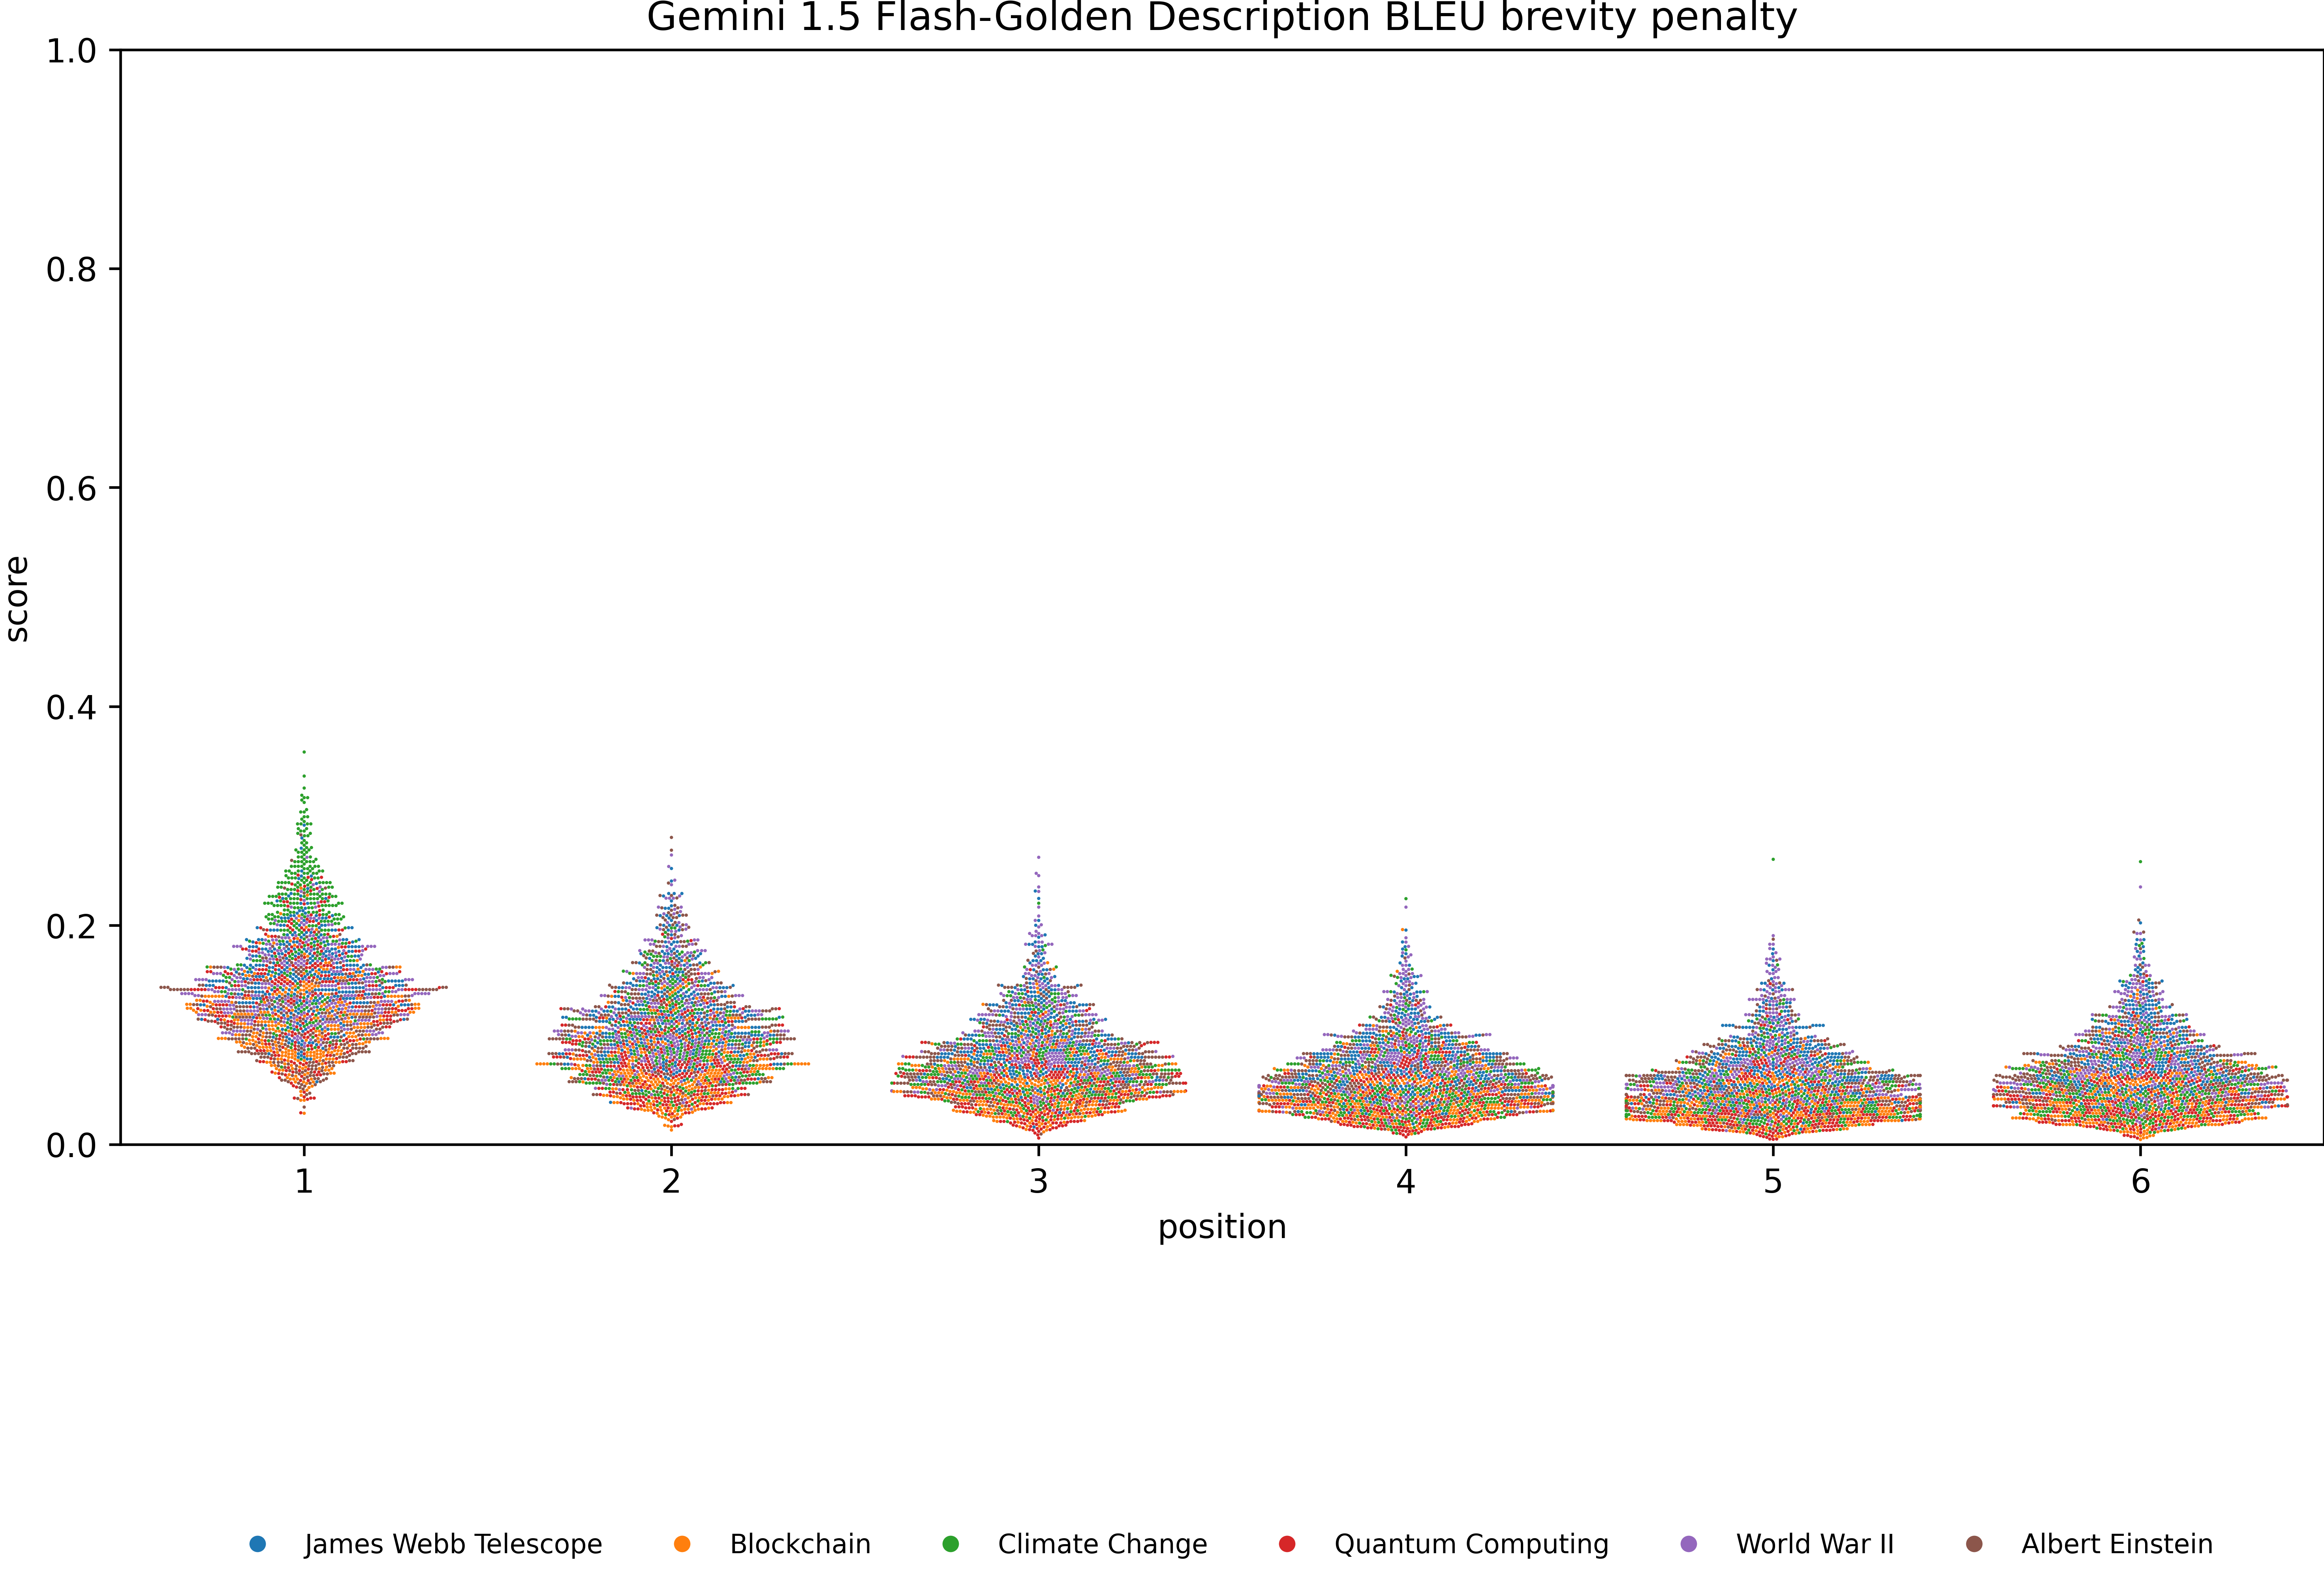 Gemini 1.5 Flash-Golden Description BLEU brevity penalty
1.0
0.8
0.6
0.4
0.2
0.0
score
1 2 3 4 5 6
position
James Webb Telescope Blockchain Climate Change Quantum Computing World War II Albert Einstein